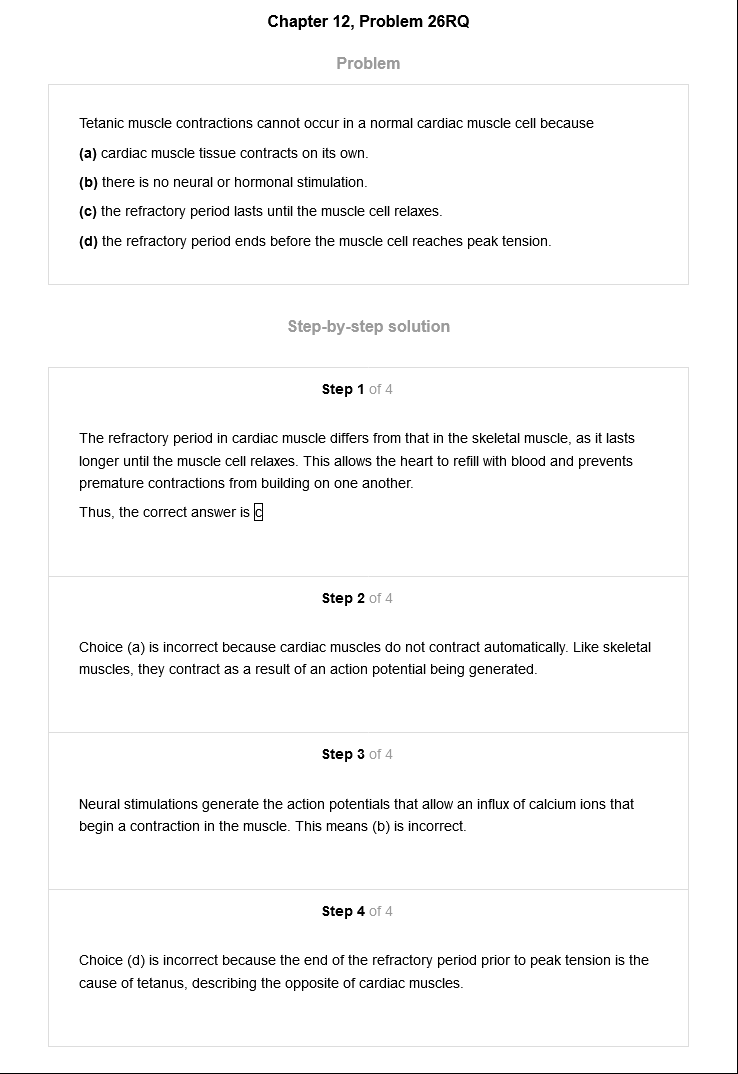 Chapter 12, Problem 26RQ
Problem
Tetanic muscle contractions cannot occur in a normal cardiac muscle cell because
(a) cardiac muscle tissue contracts on its own.
(b) there is no neural or hormonal stimulation.
(c) the refractory period lasts until the muscle cell relaxes.
(d) the refractory period ends before the muscle cell reaches peak tension.
Step-by-step solution
Step 1 of 4
The refractory period in cardiac muscle differs from that in the skeletal muscle, as it lasts
longer until the muscle cell relaxes. This allows the heart to refill with blood and prevents
premature contractions from building on one another.
Thus, the correct answer is c
Step 2 of 4
Choice (a) is incorrect because cardiac muscles do not contract automatically. Like skeletal
muscles, they contract as a result of an action potential being generated.
Step 3 of 4
Neural stimulations generate the action potentials that allow an influx of calcium ions that
begin a contraction in the muscle. This means (b) is incorrect.
Step 4 of 4
Choice (d) is incorrect because the end of the refractory period prior to peak tension is the
cause of tetanus, describing the opposite of cardiac muscles.